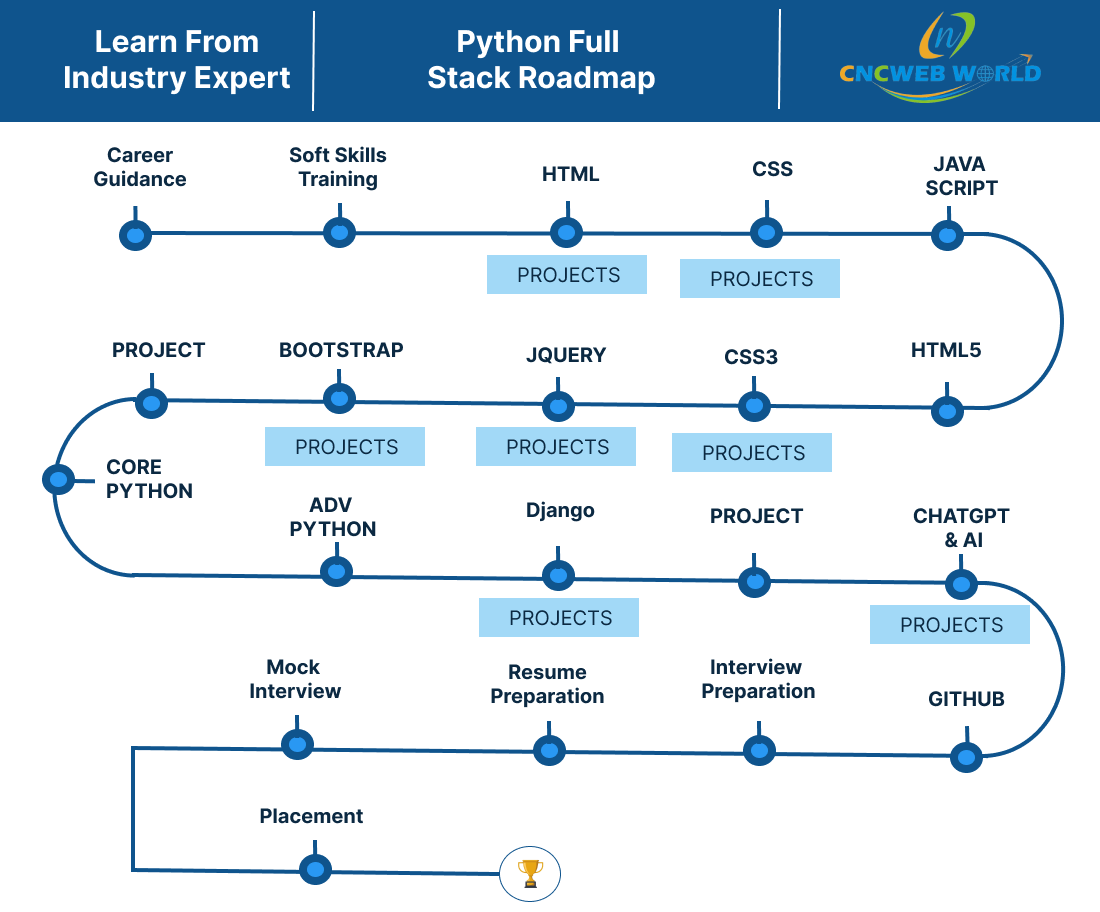 Learn From
Industry Expert
Python Full
Stack Roadmap
n
CNCWEB WORLD
Career
Guidance
Soft Skills
Training
HTML
CSS
JAVA
SCRIPT
PROJECTS
PROJECTS
PROJECT
BOOTSTRAP
JQUERY
CSS3
HTML5
PROJECTS
PROJECTS
PROJECTS
CORE
PYTHON
ADV
PYTHON
Django
PROJECT
CHATGPT
& AI
PROJECTS
PROJECTS
Mock
Interview
Resume
Preparation
Interview
Preparation
GITHUB
Placement